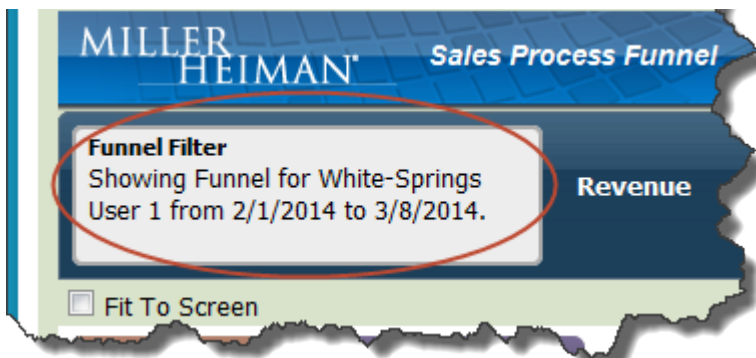 MILLER
HEIMAN
Sales Process Funnel
Funnel Filter
Showing Funnel for White-Springs
User 1 from 2/1/2014 to 3/8/2014.
Revenue
Fit To Screen